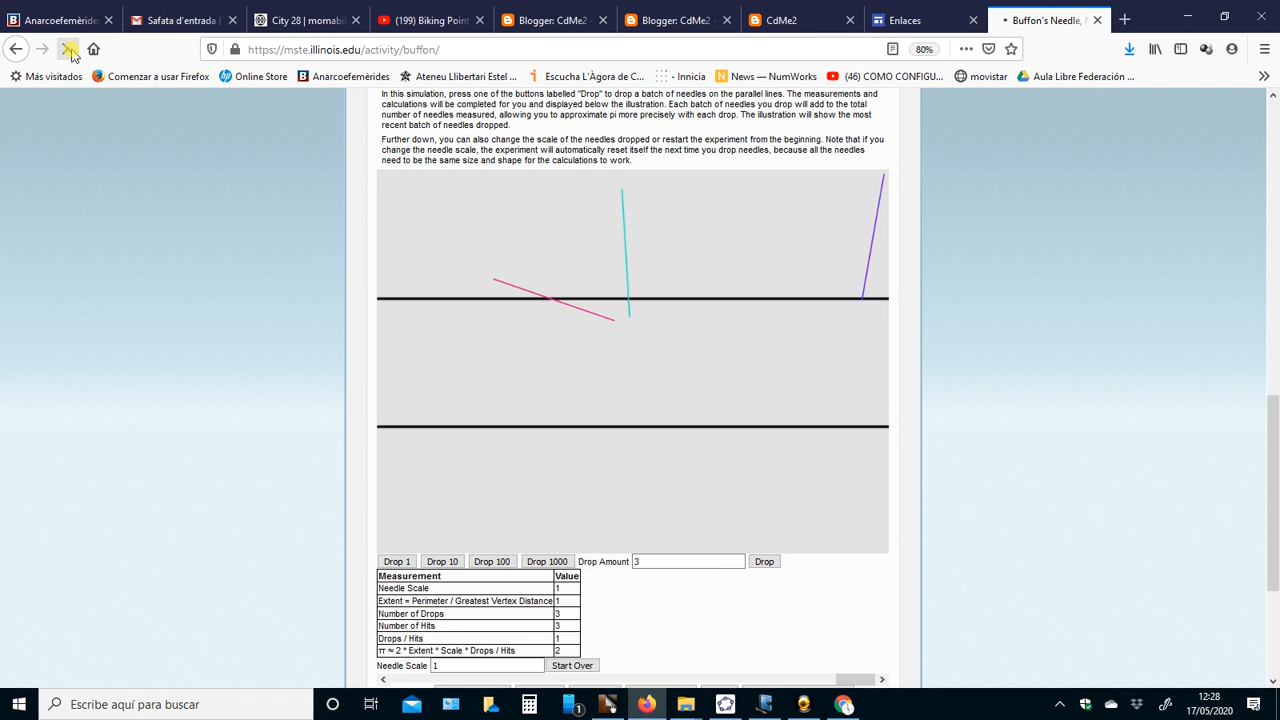 Anarcoefemèrides
Safata d'entrada (
City 28 | momabil
(199) Biking Point
Blogger: CdMe2 -
Blogger: CdMe2 -
CdMe2
Enlaces
Buffon's Needle, M
https://mste.illinois.edu/activity/buffon/
80%
Más visitados
Comenzar a usar Firefox
Online Store
Anarcoefemèrides
Ateneu Llibertari Estel ...
Escucha L'Àgora de C...
- Innicia
News — NumWorks
(46) COMO CONFIGU...
movistar
Aula Libre Federación ...
In this simulation, press one of the buttons labelled "Drop" to drop a batch of needles on the parallel lines. The measurements and
calculations will be completed for you and displayed below the illustration. Each batch of needles you drop will add to the total
number of needles measured, allowing you to approximate pi more precisely with each drop. The illustration will show the most
recent batch of needles dropped.
Further down, you can also change the scale of the needles dropped or restart the experiment from the beginning. Note that if you
change the needle scale, the experiment will automatically reset itself the next time you drop needles, because all the needles
need to be the same size and shape for the calculations to work.
Drop 1 Drop 10 Drop 100 Drop 1000 Drop Amount 3 Drop
Measurement Value
Needle Scale 1
Extent = Perimeter / Greatest Vertex Distance 1
Number of Drops 3
Number of Hits 3
Drops / Hits 1
π ≈ 2 * Extent * Scale * Drops / Hits 2
Needle Scale 1 Start Over
Escribe aquí para buscar
12:28
17/05/2020